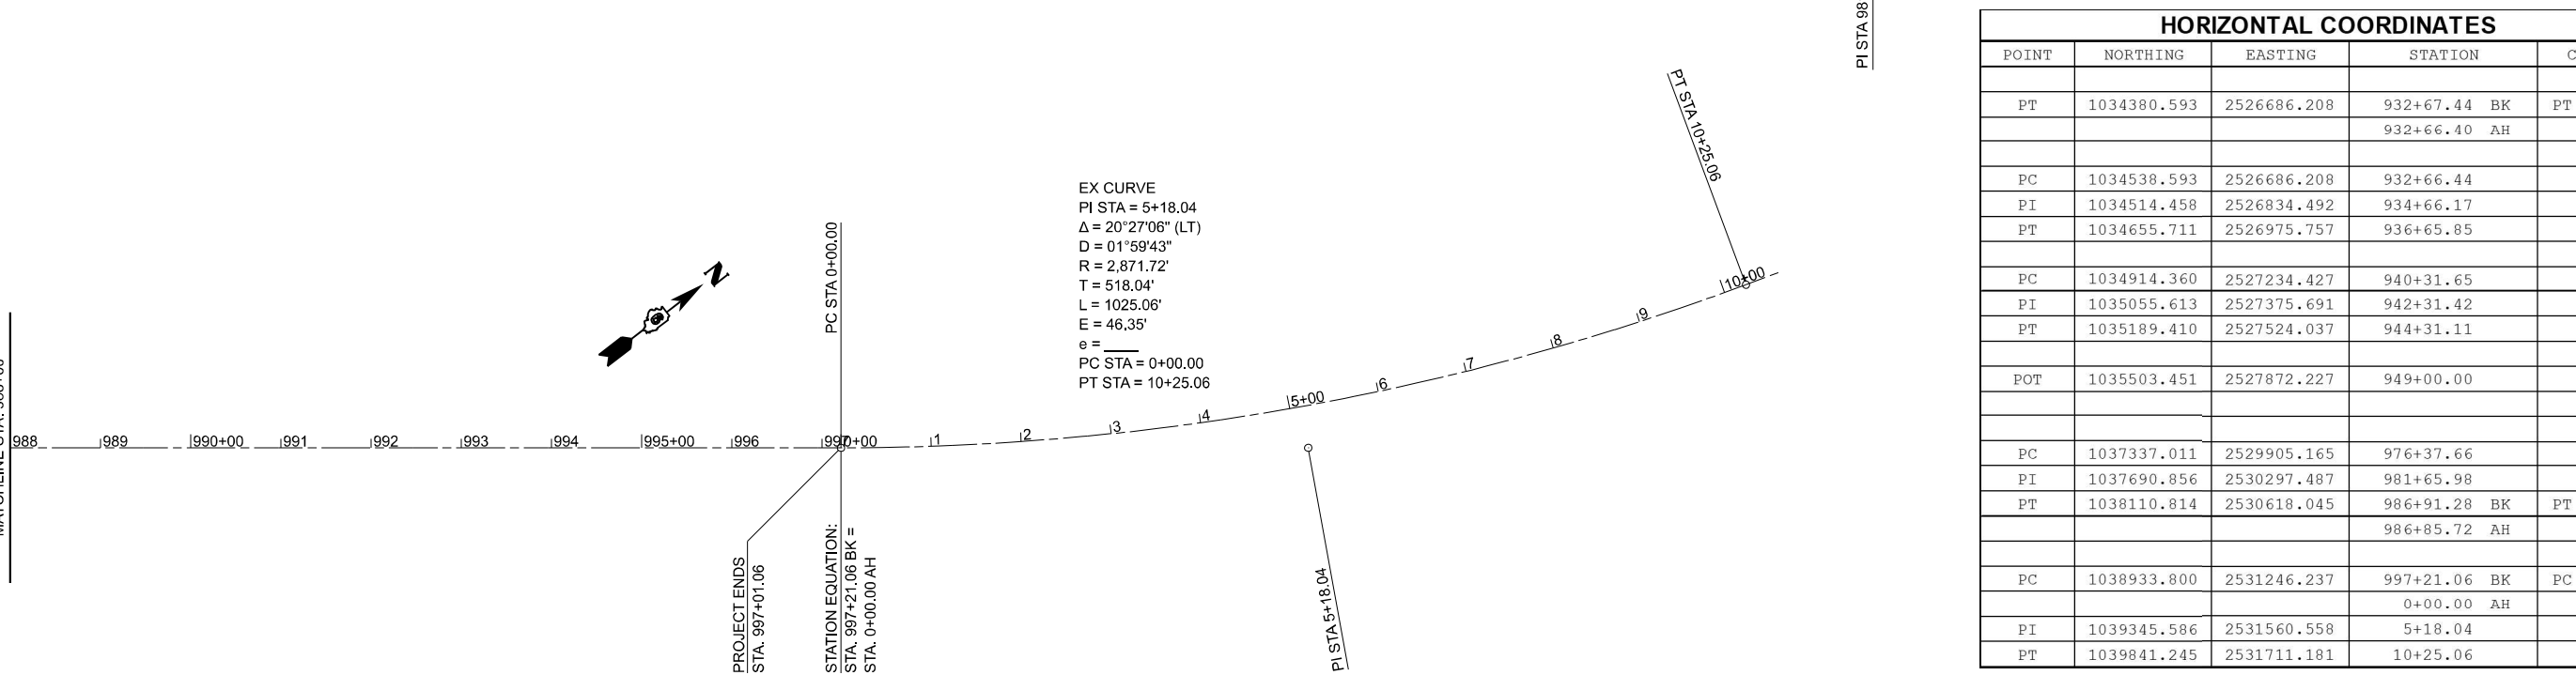 PI STA 98
PT STA 10+25.06
EX CURVE
PI STA = 5+18.04
Δ = 20°27'06" (LT)
D = 01°59'43"
R = 2,871.72'
T = 518.04'
L = 1025.06'
E = 46.35'
e = ____
PC STA = 0+00.00
PT STA = 10+25.06
PC STA 0+00.00
N
988 989 990+00 991 992 993 994 995+00 996 997 0+00 1 2 3 4 5+00 6 7 8 9 10+00
PROJECT ENDS
STA. 997+01.06
STATION EQUATION:
STA. 997+21.06 BK =
STA. 0+00.00 AH
PI STA 5+18.04
HORIZONTAL COORDINATES
POINT NORTHING EASTING STATION C
PT 1034380.593 2526686.208 932+67.44 BK PT
932+66.40 AH
PC 1034538.593 2526686.208 932+66.44
PI 1034514.458 2526834.492 934+66.17
PT 1034655.711 2526975.757 936+65.85
PC 1034914.360 2527234.427 940+31.65
PI 1035055.613 2527375.691 942+31.42
PT 1035189.410 2527524.037 944+31.11
POT 1035503.451 2527872.227 949+00.00
PC 1037337.011 2529905.165 976+37.66
PI 1037690.856 2530297.487 981+65.98
PT 1038110.814 2530618.045 986+91.28 BK PT
986+85.72 AH
PC 1038933.800 2531246.237 997+21.06 BK PC
0+00.00 AH
PI 1039345.586 2531560.558 5+18.04
PT 1039841.245 2531711.181 10+25.06